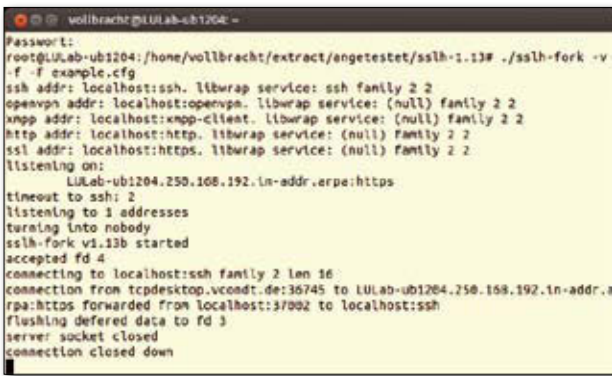 vollbracht@LULab-ub1204: ~
Passwort:
root@LULab-ub1204:/home/vollbracht/extract/angetestet/sslh-1.13# ./sslh-fork -v
-f -F example.cfg
ssh addr: localhost:ssh. libwrap service: ssh family 2 2
openvpn addr: localhost:openvpn. libwrap service: (null) family 2 2
xmpp addr: localhost:xmpp-client. libwrap service: (null) family 2 2
http addr: localhost:http. libwrap service: (null) family 2 2
ssl addr: localhost:https. libwrap service: (null) family 2 2
listening on:
LULab-ub1204.250.168.192.in-addr.arpa:https
timeout to ssh: 2
listening to 1 addresses
turning into nobody
sslh-fork v1.13b started
accepted fd 4
connecting to localhost:ssh family 2 len 16
connection from tcpdesktop.vcondt.de:36745 to LULab-ub1204.250.168.192.in-addr.a
rpa:https forwarded from localhost:37002 to localhost:ssh
flushing defered data to fd 3
server socket closed
connection closed down